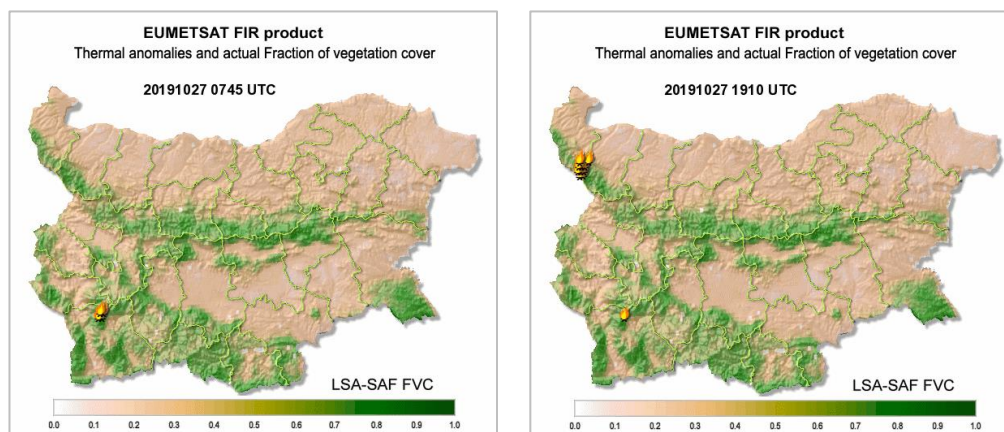 EUMETSAT FIR product
Thermal anomalies and actual Fraction of vegetation cover
20191027 0745 UTC
LSA-SAF FVC
0.0 0.1 0.2 0.3 0.4 0.5 0.6 0.7 0.8 0.9 1.0
EUMETSAT FIR product
Thermal anomalies and actual Fraction of vegetation cover
20191027 1910 UTC
LSA-SAF FVC
0.0 0.1 0.2 0.3 0.4 0.5 0.6 0.7 0.8 0.9 1.0